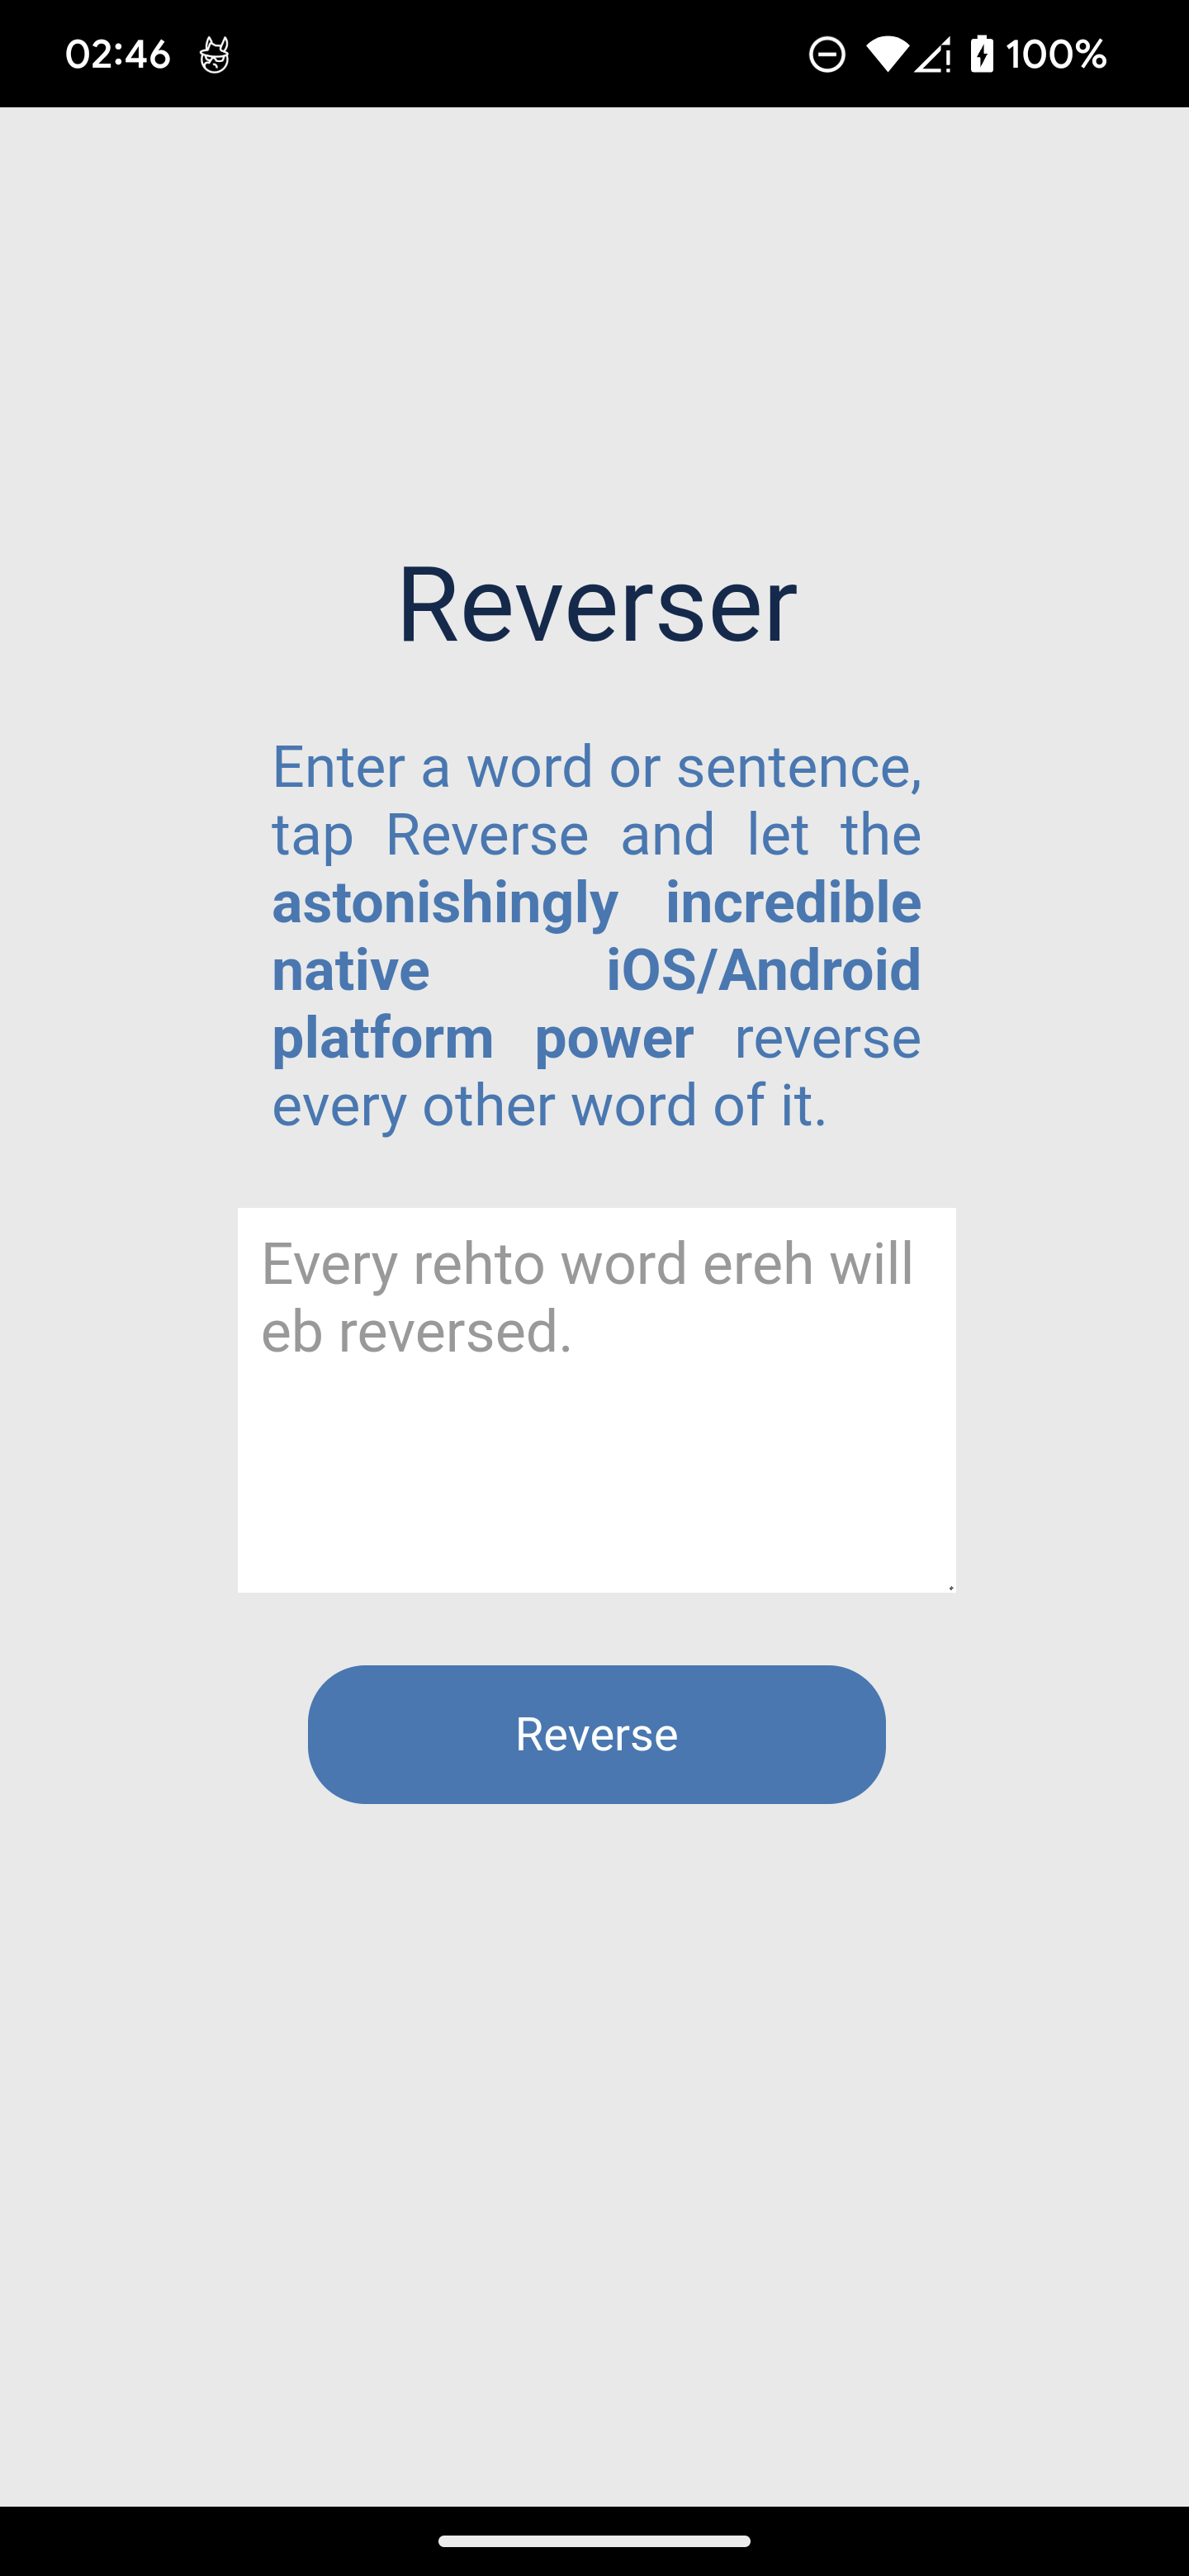 02:46
100%
Reverser
Enter a word or sentence,
tap Reverse and let the
astonishingly incredible
native iOS/Android
platform power reverse
every other word of it.
Every rehto word ereh will
eb reversed.
Reverse